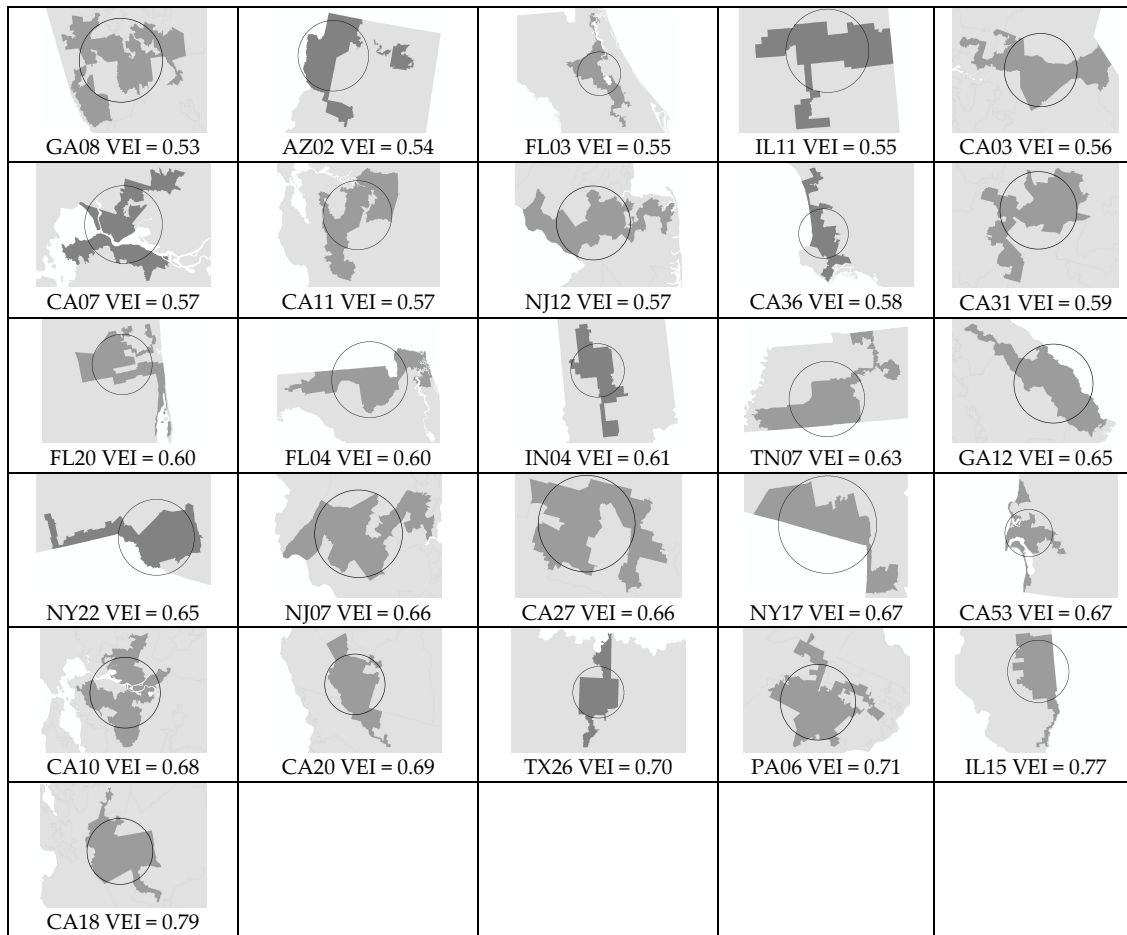 GA08 VEI = 0.53
AZ02 VEI = 0.54
FL03 VEI = 0.55
IL11 VEI = 0.55
CA03 VEI = 0.56
CA07 VEI = 0.57
CA11 VEI = 0.57
NJ12 VEI = 0.57
CA36 VEI = 0.58
CA31 VEI = 0.59
FL20 VEI = 0.60
FL04 VEI = 0.60
IN04 VEI = 0.61
TN07 VEI = 0.63
GA12 VEI = 0.65
NY22 VEI = 0.65
NJ07 VEI = 0.66
CA27 VEI = 0.66
NY17 VEI = 0.67
CA53 VEI = 0.67
CA10 VEI = 0.68
CA20 VEI = 0.69
TX26 VEI = 0.70
PA06 VEI = 0.71
IL15 VEI = 0.77
CA18 VEI = 0.79